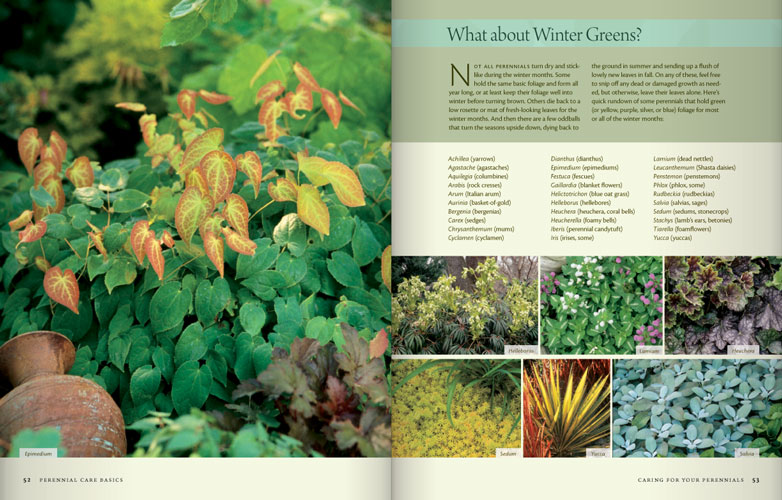 What about Winter Greens?
NOT ALL PERENNIALS turn dry and stick-
like during the winter months. Some
hold the same basic foliage and form all
year long, or at least keep their foliage well into
winter before turning brown. Others die back to a
low rosette or mat of fresh-looking leaves for the
winter months. And then there are a few oddballs
that turn the seasons upside down, dying back to
the ground in summer and sending up a flush of
lovely new leaves in fall. On any of these, feel free
to snip off any dead or damaged growth as need-
ed, but otherwise, leave their leaves alone. Here's
a quick rundown of some perennials that hold green
(or yellow, purple, silver, or blue) foliage for most
or all of the winter months:
Achillea (yarrows)
Agastache (agastaches)
Aquilegia (columbines)
Arabis (rock cresses)
Arum (Italian arum)
Aurinia (basket-of-gold)
Bergenia (bergenias)
Carex (sedges)
Chrysanthemum (mums)
Cyclamen (cyclamen)
Dianthus (dianthus)
Epimedium (epimediums)
Festuca (fescues)
Gaillardia (blanket flowers)
Helictotrichon (blue oat grass)
Helleborus (hellebores)
Heuchera (heuchera, coral bells)
Heucherella (foamy bells)
Iberis (perennial candytuft)
Iris (irises, some)
Lamium (dead nettles)
Leucanthemum (Shasta daisies)
Penstemon (penstemons)
Phlox (phlox, some)
Rudbeckia (rudbeckias)
Salvia (salvias, sages)
Sedum (sedums, stonecrops)
Stachys (lamb's ears, betonies)
Tiarella (foamflowers)
Yucca (yuccas)
Helleborus
Lamium
Heuchera
Epimedium
Sedum
Yucca
Salvia
52 PERENNIAL CARE BASICS
CARING FOR YOUR PERENNIALS 53